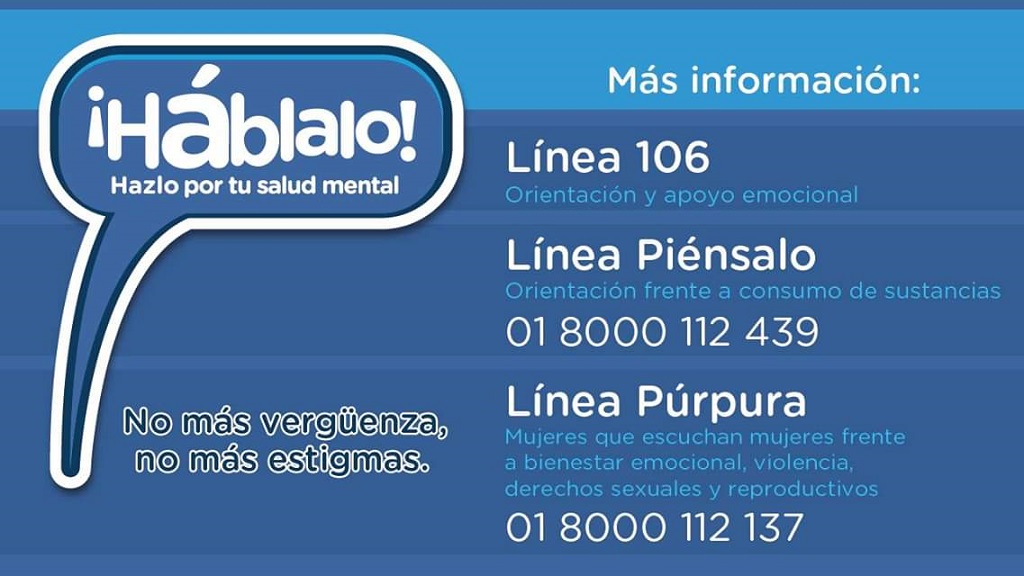 ¡Háblalo!
Hazlo por tu salud mental
No más vergüenza,
no más estigmas.
Más información:
Línea 106
Orientación y apoyo emocional
Línea Piénsalo
Orientación frente a consumo de sustancias
01 8000 112 439
Línea Púrpura
Mujeres que escuchan mujeres frente
a bienestar emocional, violencia,
derechos sexuales y reproductivos
01 8000 112 137